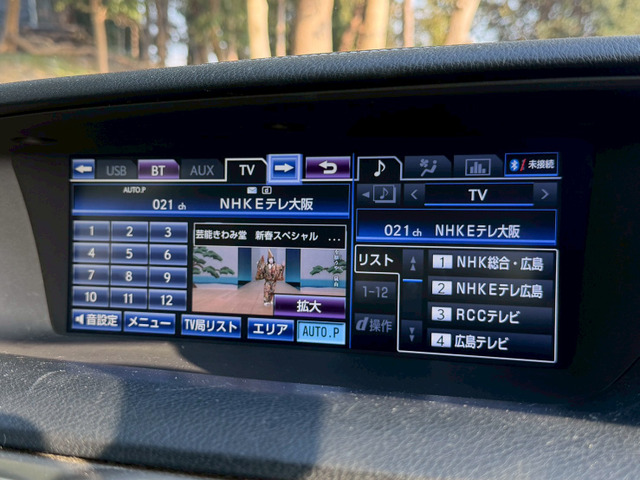 USB BT AUX TV
AUTO.P
021 ch NHKEテレ大阪
1 2 3
4 5 6
7 8 9
10 11 12
芸能きわみ堂 新春スペシャル ...
拡大
音設定 メニュー TV局リスト エリア AUTO.P
未接続
TV
021 ch NHKEテレ大阪
リスト
1-12
d操作
1 NHK総合・広島
2 NHKEテレ広島
3 RCCテレビ
4 広島テレビ